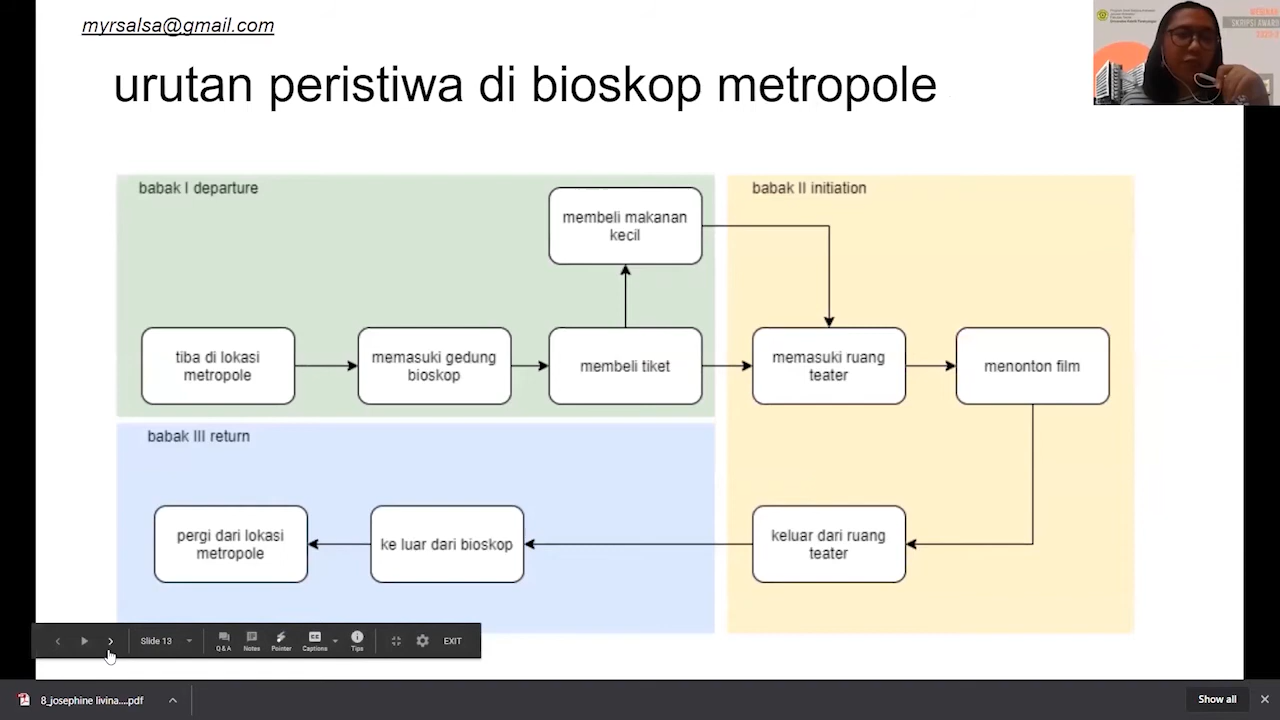 myrsalsa@gmail.com
urutan peristiwa di bioskop metropole
SKRIPSI AWARD
babak I departure
babak II initiation
membeli makanan
kecil
tiba di lokasi
metropole
memasuki gedung
bioskop
membeli tiket
memasuki ruang
teater
menonton film
babak III return
pergi dari lokasi
metropole
ke luar dari bioskop
keluar dari ruang
teater
Slide 13
Q&A
Notes
Pointer
CC
Captions
Tips
EXIT
8_josephine livina....pdf
Show all